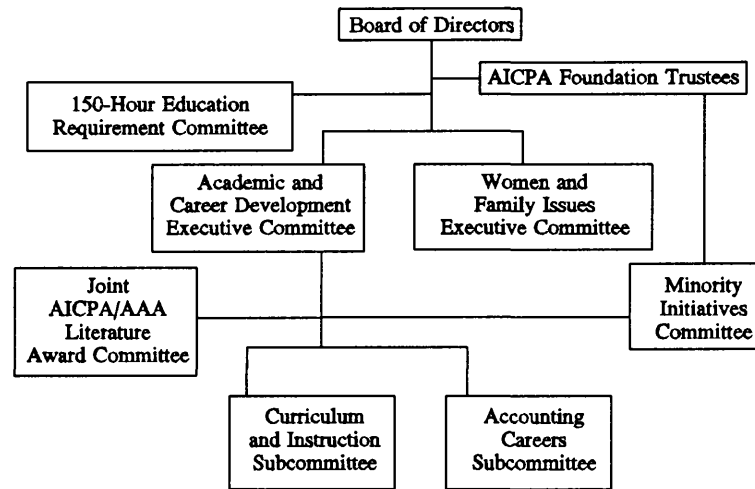 Board of Directors
AICPA Foundation Trustees
150-Hour Education
Requirement Committee
Academic and
Career Development
Executive Committee
Women and
Family Issues
Executive Committee
Joint
AICPA/AAA
Literature
Award Committee
Minority
Initiatives
Committee
Curriculum
and Instruction
Subcommittee
Accounting
Careers
Subcommittee